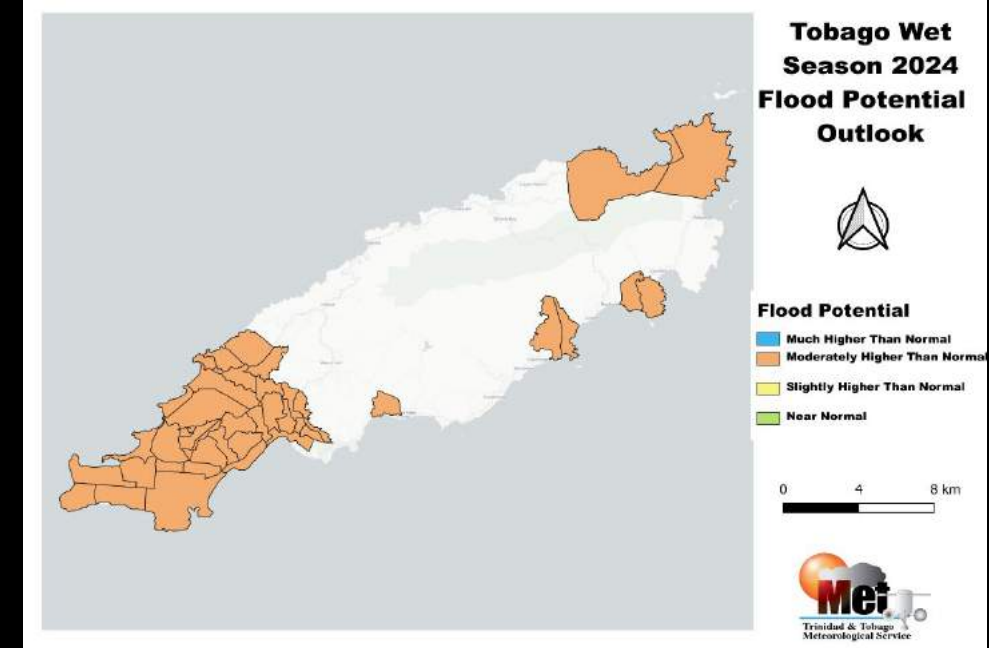 Tobago Wet
Season 2024
Flood Potential
Outlook
Flood Potential
Much Higher Than Normal
Moderately Higher Than Normal
Slightly Higher Than Normal
Near Normal
0 4 8 km
Met
Trinidad & Tobago
Meteorological Service